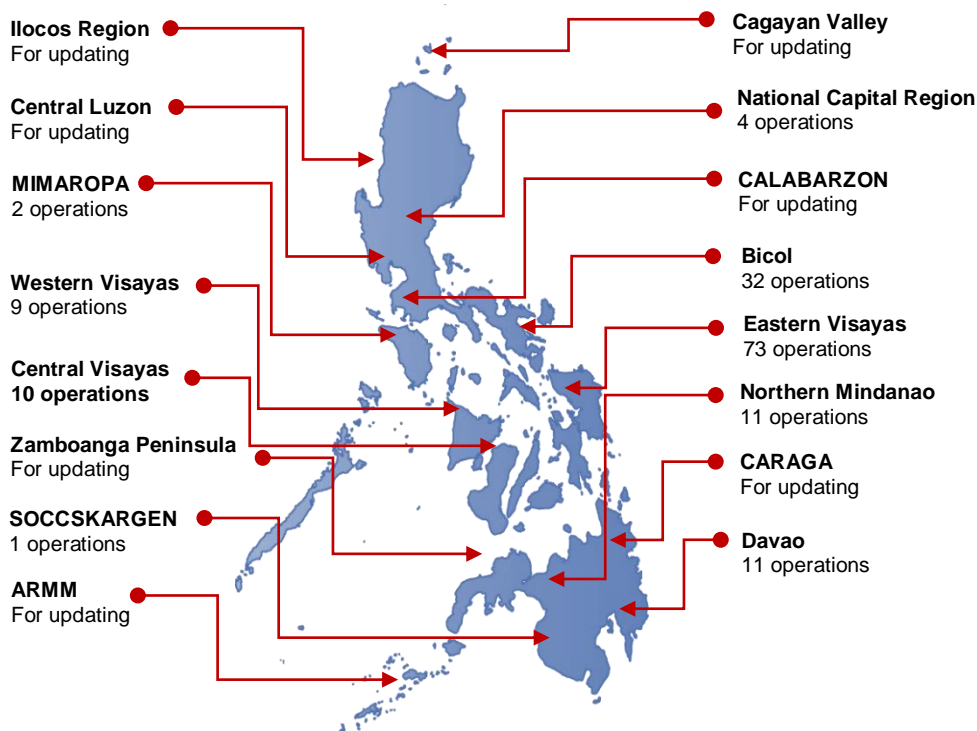 Ilocos Region
For updating
Central Luzon
For updating
MIMAROPA
2 operations
Western Visayas
9 operations
Central Visayas
10 operations
Zamboanga Peninsula
For updating
SOCCSKARGEN
1 operations
ARMM
For updating
Cagayan Valley
For updating
National Capital Region
4 operations
CALABARZON
For updating
Bicol
32 operations
Eastern Visayas
73 operations
Northern Mindanao
11 operations
CARAGA
For updating
Davao
11 operations